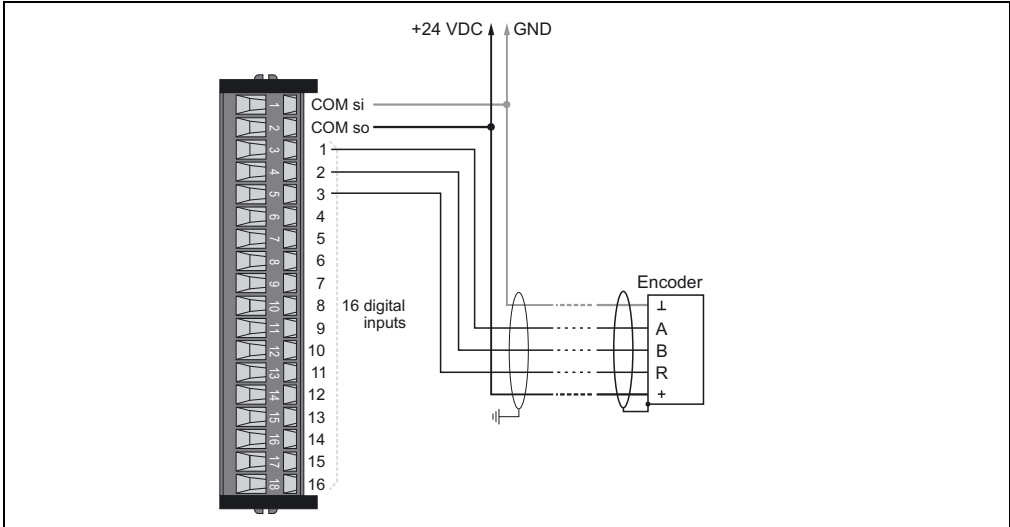 +24 VDC GND
1 COM si
2 COM so
3 1
4 2
5 3
6 4
7 5
8 6
9 7
10 8
11 9
12 10
13 11
14 12
15 13
16 14
17 15
18 16
16 digital
inputs
Encoder
⊥
A
B
R
+